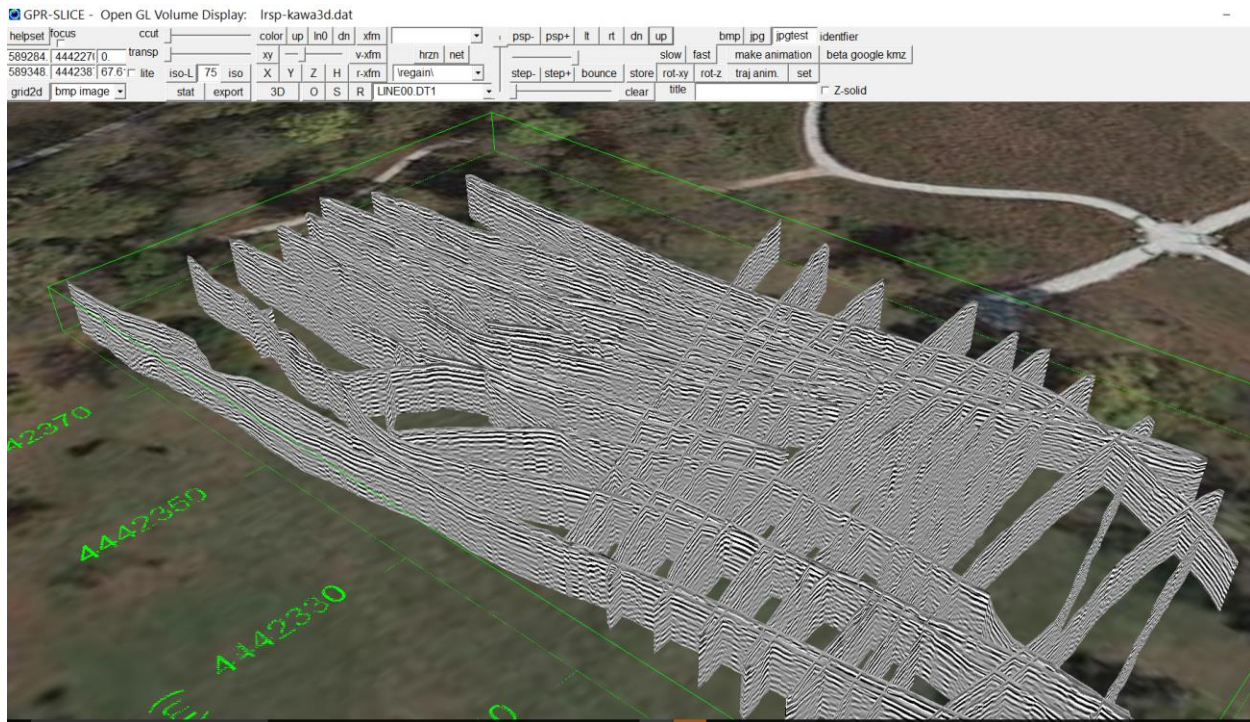 GPR-SLICE - Open GL Volume Display: lrsp-kawa3d.dat
helpset focus ccut color up ln0 dn xfm psp- psp+ lt rt dn up bmp jpg jpgtest identfier
589284. 444227( 0. transp xy v-xfm hrzn net slow fast make animation beta google kmz
589348. 444238 67.6 lite iso-L 75 iso X Y Z H r-xfm \regain\ step- step+ bounce store rot-xy rot-z traj anim. set
grid2d bmp image stat export 3D O S R LINE00.DT1 clear title Z-solid
42370
4442350
4442330